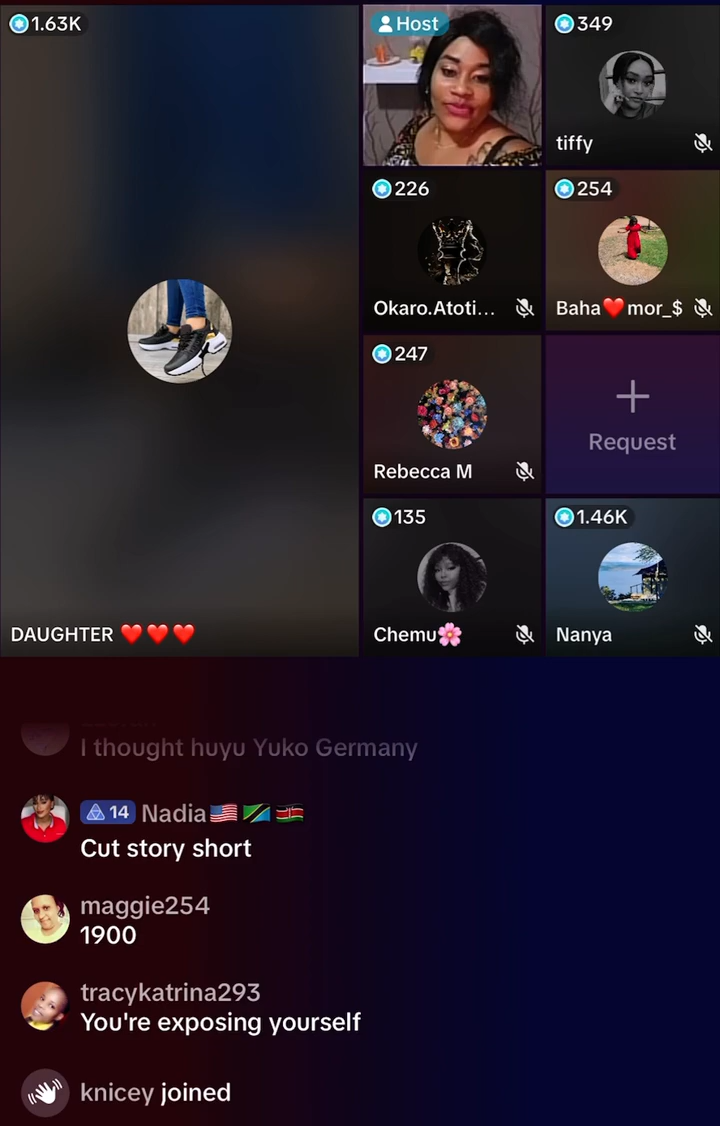 1.63K
Host
349
tiffy
226
254
Okaro.Atoti...
Baha❤️mor_$
247
Rebecca M
Request
135
1.46K
Chemu🌸
Nanya
DAUGHTER ❤️❤️❤️
I thought huyu Yuko Germany
14 Nadia🇺🇸🇹🇿🇰🇪
Cut story short
maggie254
1900
tracykatrina293
You're exposing yourself
knicey joined